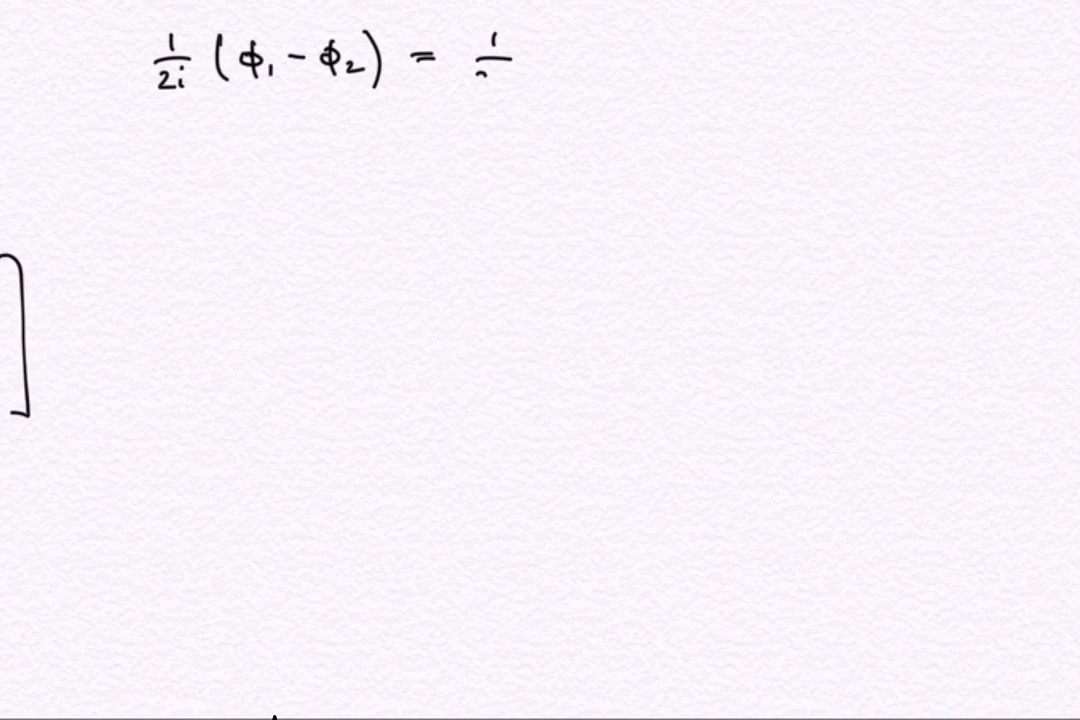 1/2i (ϕ₁ - ϕ₂) = 1/
]